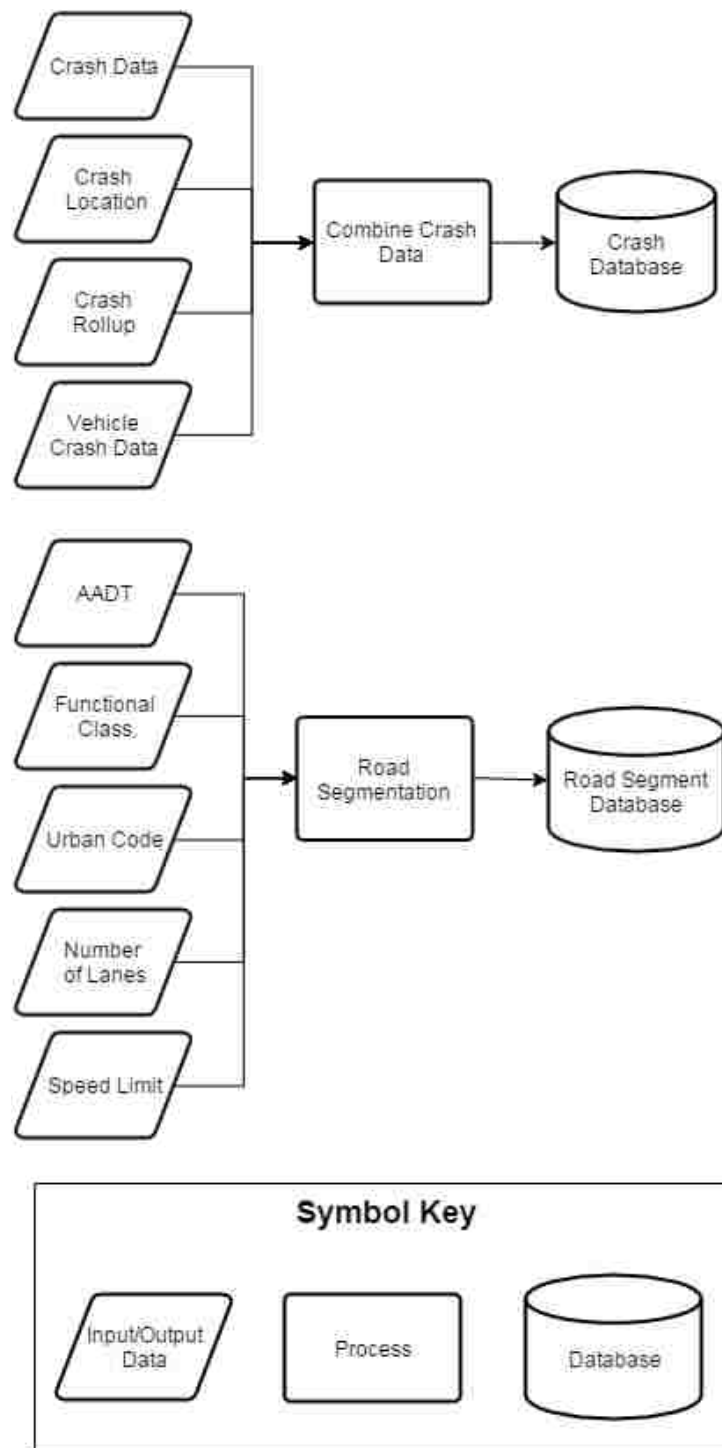 Crash Data
Crash
Location
Crash
Rollup
Vehicle
Crash Data
Combine Crash
Data
Crash
Database
AADT
Functional
Class
Urban Code
Number
of Lanes
Speed Limit
Road
Segmentation
Road Segment
Database
Symbol Key
Input/Output
Data
Process
Database